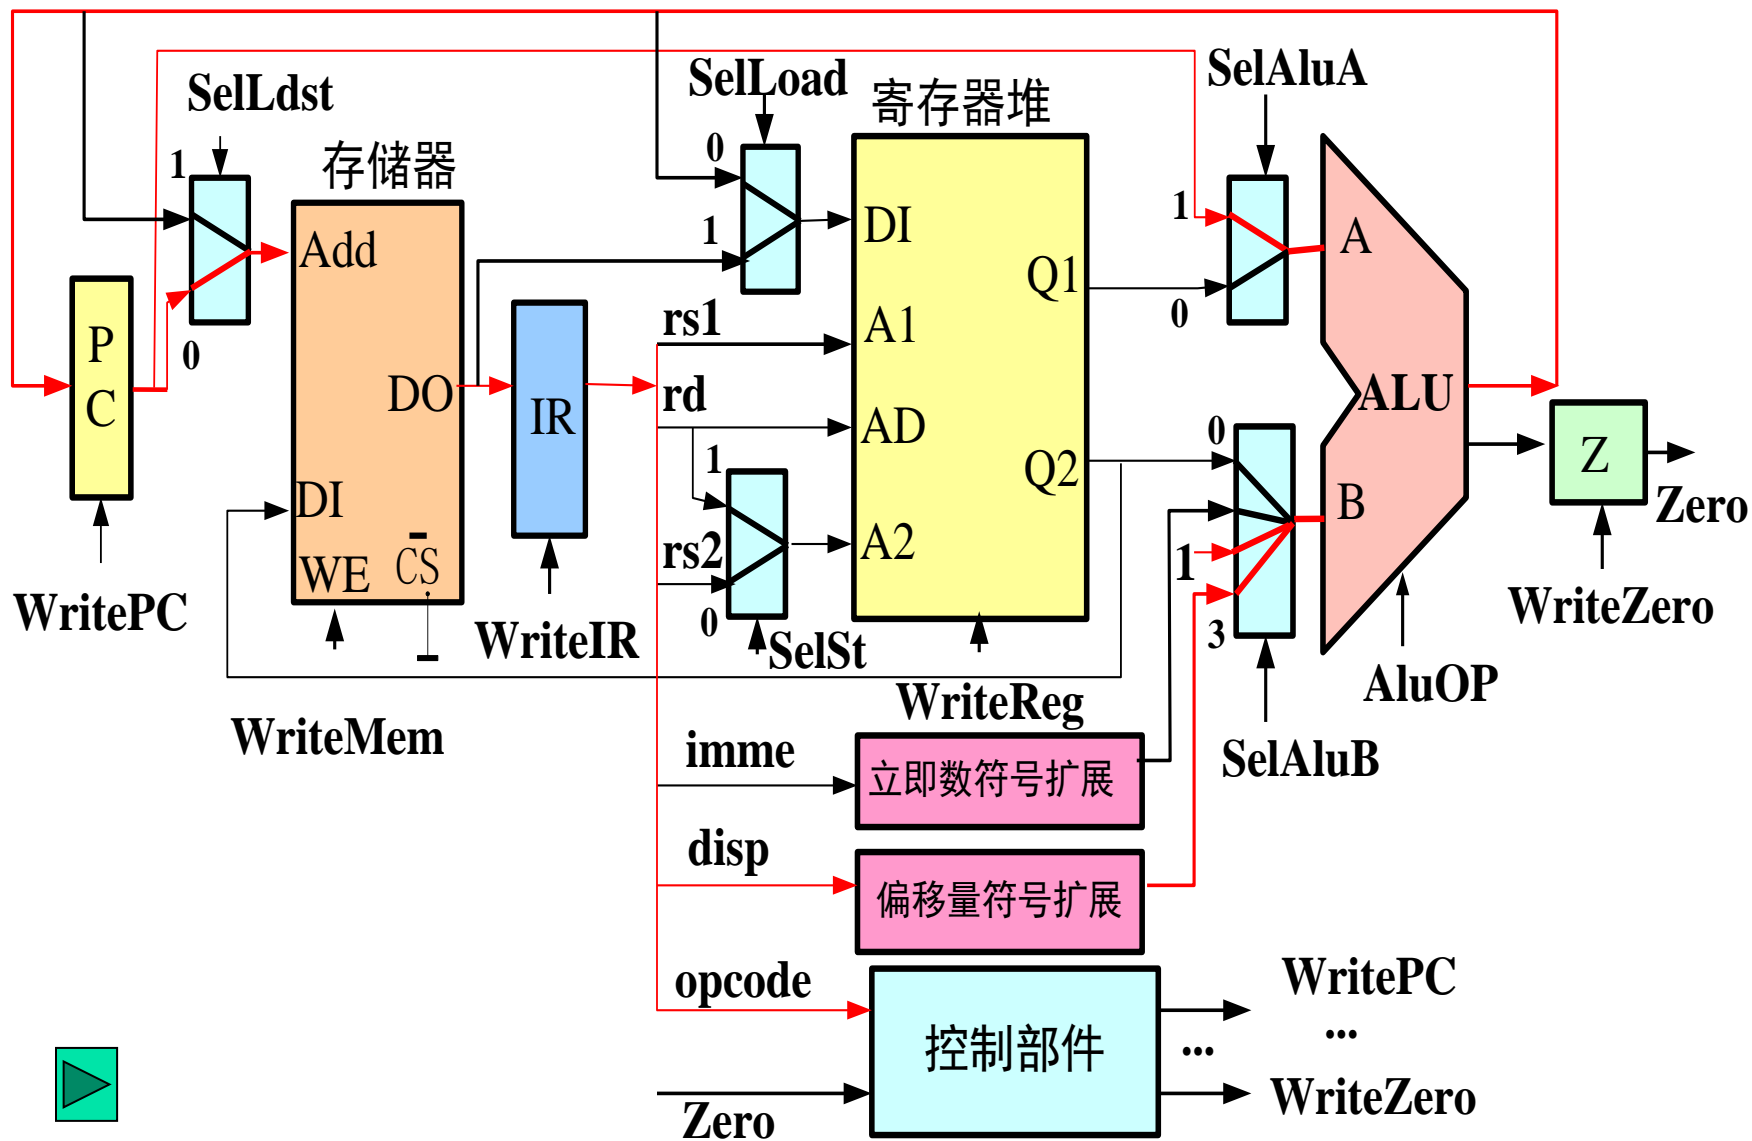 SelLdst
SelLoad
寄存器堆
SelAluA
存储器
1
0
1
0
1
0
P
C
WritePC
Add
DO
DI
WE
CS
WriteMem
IR
WriteIR
rs1
rd
rs2
1
0
SelSt
DI
A1
AD
A2
Q1
Q2
WriteReg
A
B
ALU
AluOP
0
1
3
SelAluB
Z
Zero
WriteZero
imme
立即数符号扩展
disp
偏移量符号扩展
opcode
控制部件
Zero
WritePC
...
...
WriteZero